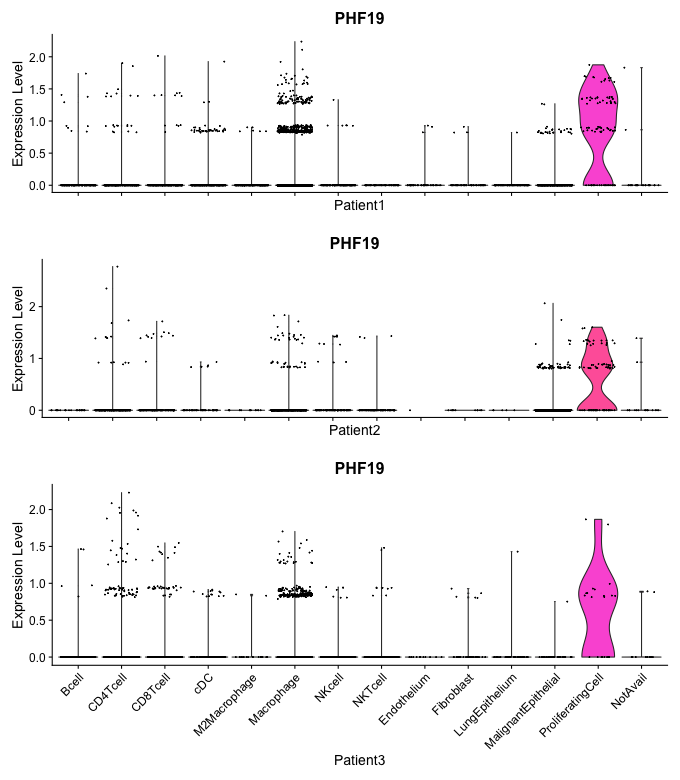 PHF19
Expression Level
2.0
1.5
1.0
0.5
0.0
Patient1
PHF19
Expression Level
2
1
0
Patient2
PHF19
Expression Level
2.0
1.5
1.0
0.5
0.0
Bcell
CD4Tcell
CD8Tcell
cDC
M2Macrophage
Macrophage
NKcell
NKTcell
Endothelium
Fibroblast
LungEpithelium
MalignantEpithelial
ProliferatingCell
NotAvail
Patient3